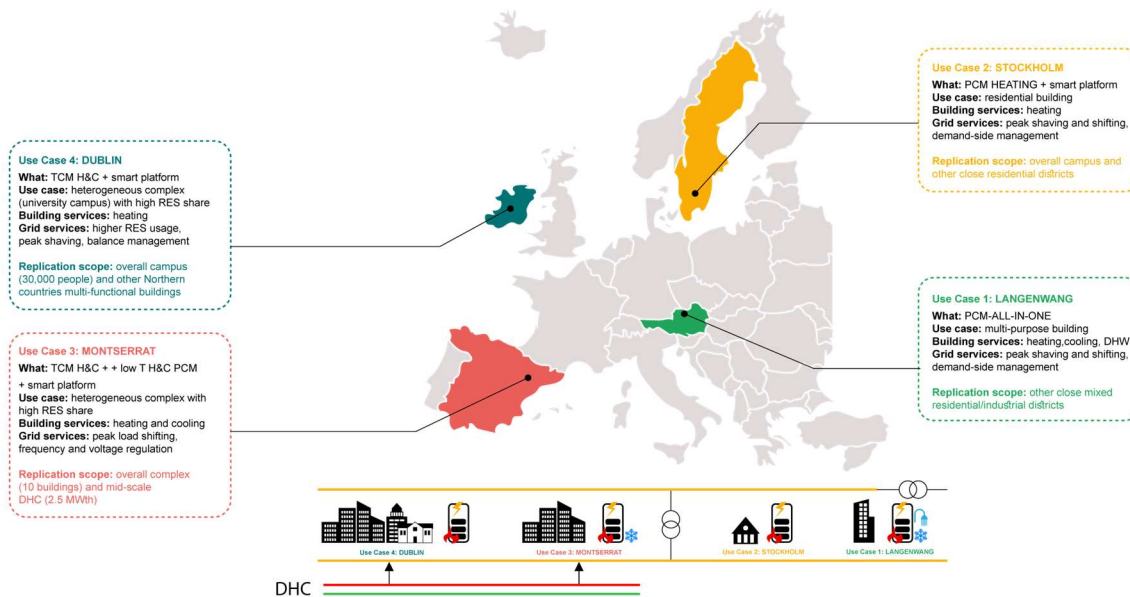 Use Case 2: STOCKHOLM
What: PCM HEATING + smart platform
Use case: residential building
Building services: heating
Grid services: peak shaving and shifting,
demand-side management
Replication scope: overall campus and
other close residential districts
Use Case 4: DUBLIN
What: TCM H&C + smart platform
Use case: heterogeneous complex
(university campus) with high RES share
Building services: heating
Grid services: higher RES usage,
peak shaving, balance management
Replication scope: overall campus
(30,000 people) and other Northern
countries multi-functional buildings
Use Case 1: LANGENWANG
What: PCM-ALL-IN-ONE
Use case: multi-purpose building
Building services: heating,cooling, DHW
Grid services: peak shaving and shifting,
demand-side management
Replication scope: other close mixed
residential/industrial districts
Use Case 3: MONTSERRAT
What: TCM H&C + + low T H&C PCM
+ smart platform
Use case: heterogeneous complex with
high RES share
Building services: heating and cooling
Grid services: peak load shifting,
frequency and voltage regulation
Replication scope: overall complex
(10 buildings) and mid-scale
DHC (2.5 MWth)
Use Case 4: DUBLIN
Use Case 3: MONTSERRAT
Use Case 2: STOCKHOLM
Use Case 1: LANGENWANG
DHC